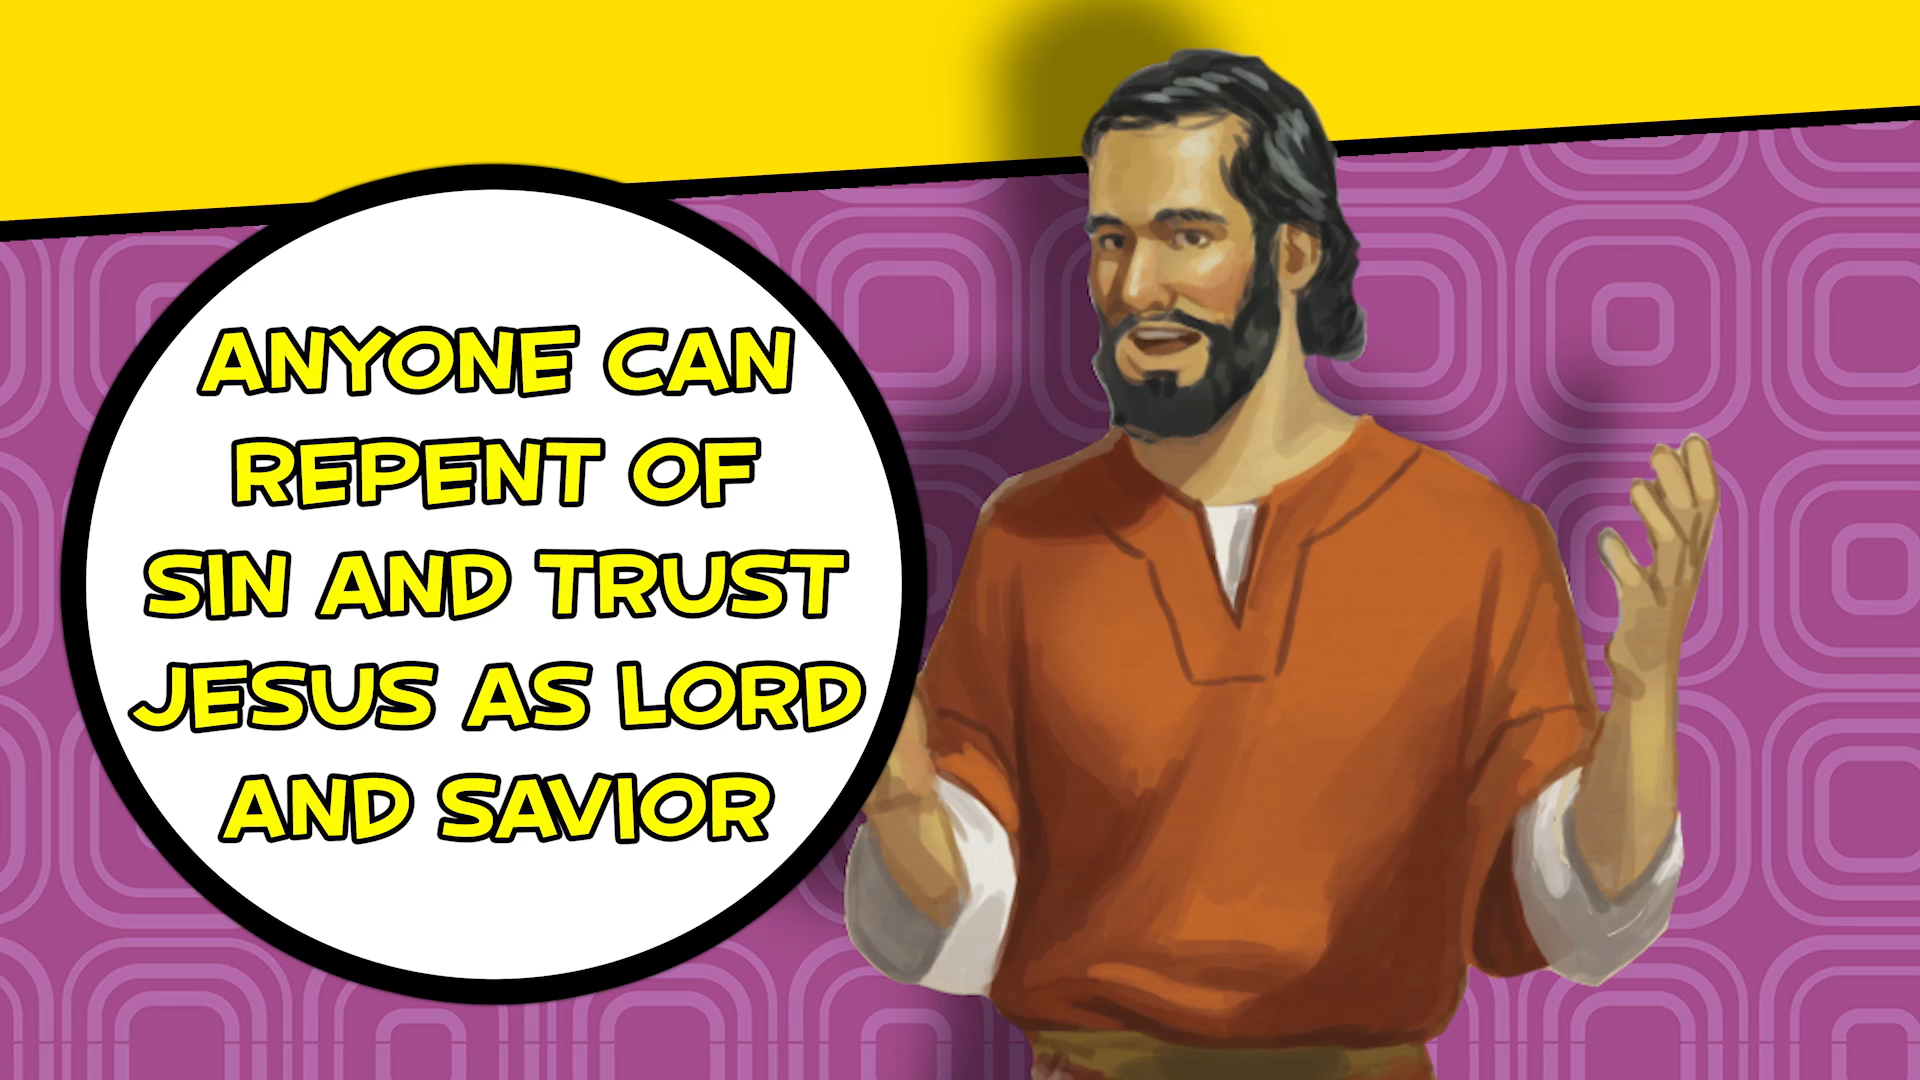 ANYONE CAN
REPENT OF
SIN AND TRUST
JESUS AS LORD
AND SAVIOR